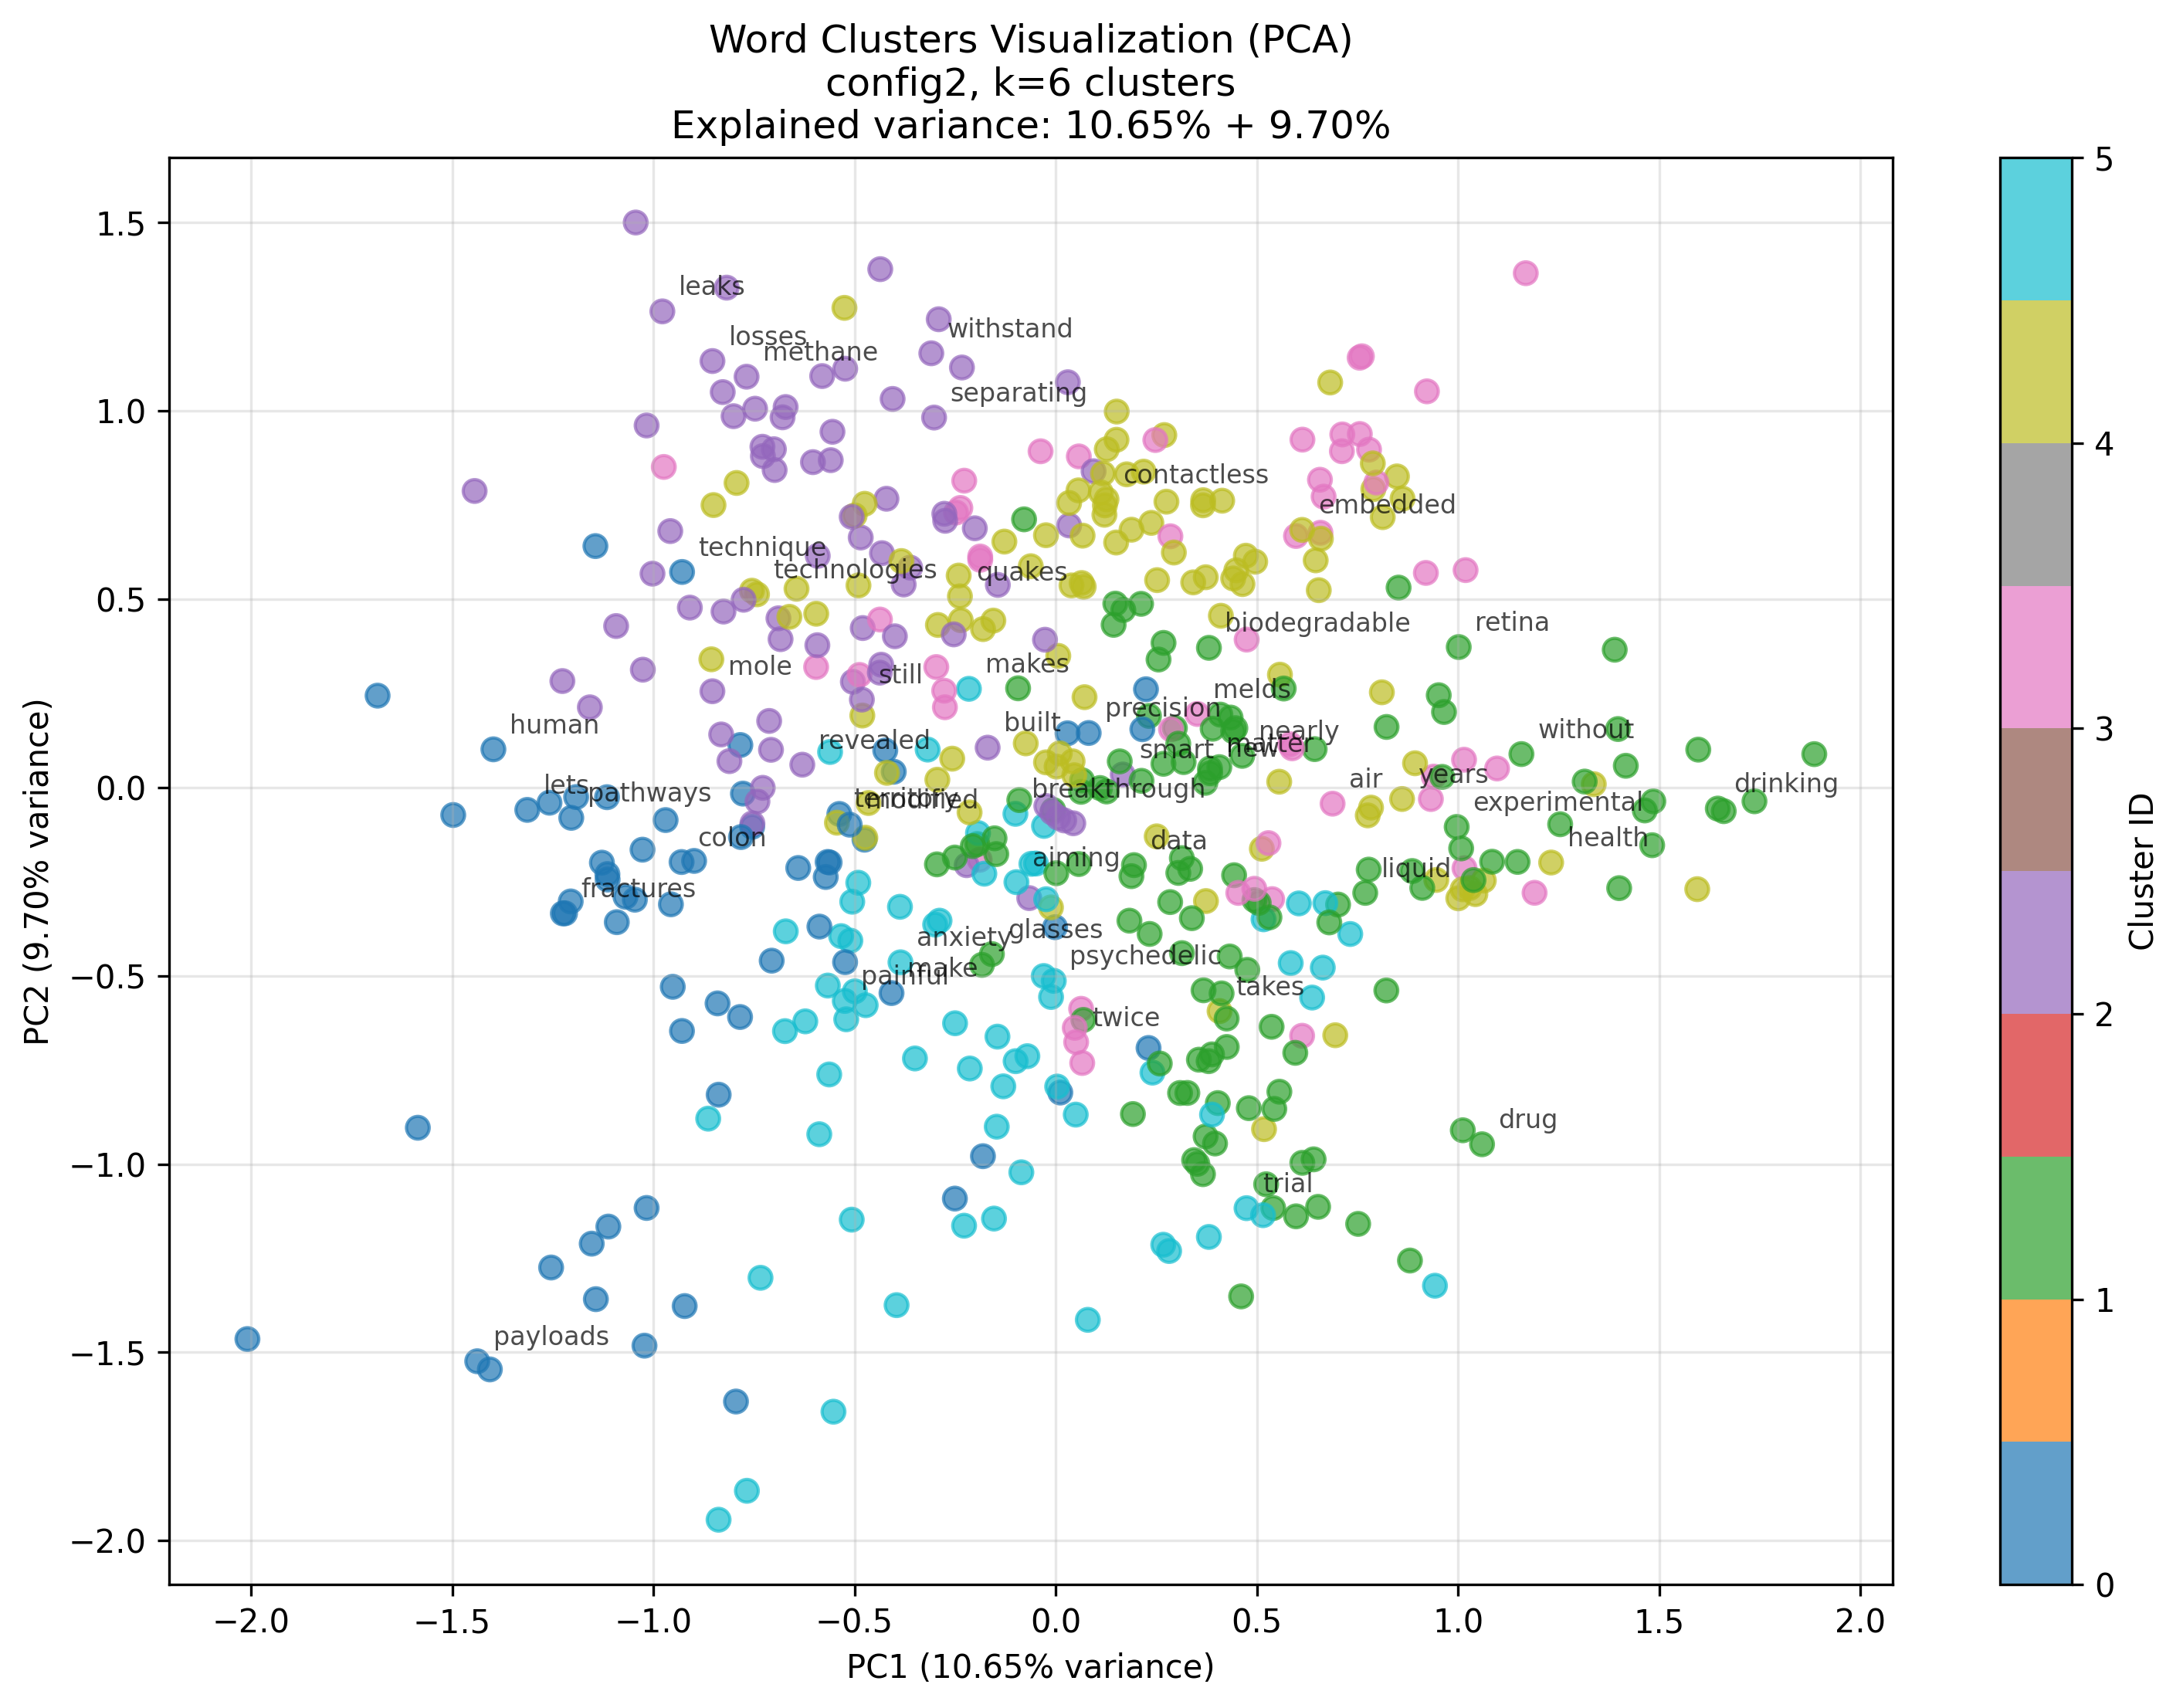 Word Clusters Visualization (PCA)
config2, k=6 clusters
Explained variance: 10.65% + 9.70%
5
1.5
leaks
withstand
losses
methane
separating
1.0
4
contactless
embedded
technique
technologies
quakes
0.5
biodegradable
retina
3
mole
still
makes
melds
human
built
precision
nearly
without
revealed
smart
new
matter
air
years
drinking
lets
pathways
territory
modified
breakthrough
experimental
0.0
colon
data
health
aiming
liquid
fractures
Cluster ID
PC2 (9.70% variance)
anxiety
glasses
make
painful
psychedelic
takes
−0.5
2
twice
drug
−1.0
trial
1
payloads
−1.5
−2.0
0
−2.0 −1.5 −1.0 −0.5 0.0 0.5 1.0 1.5 2.0
PC1 (10.65% variance)